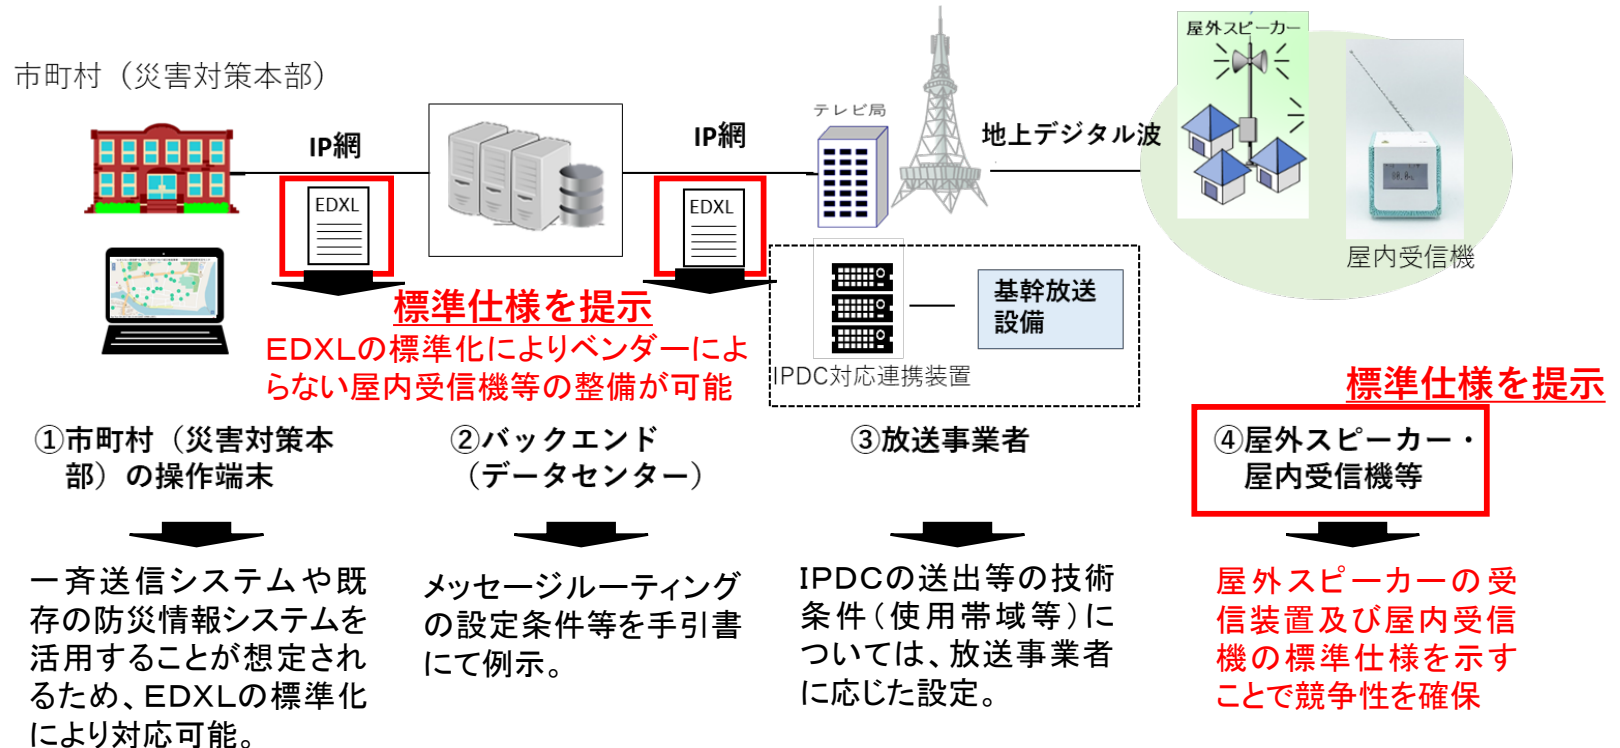 市町村（災害対策本部）
IP網
EDXL
IP網
EDXL
テレビ局
地上デジタル波
屋外スピーカー
屋内受信機
基幹放送
設備
IPDC対応連携装置
標準仕様を提示
EDXLの標準化によりベンダーによ
らない屋内受信機等の整備が可能
標準仕様を提示
①市町村（災害対策本
部）の操作端末
②バックエンド
（データセンター）
③放送事業者
④屋外スピーカー・
屋内受信機等
一斉送信システムや既
存の防災情報システムを
活用することが想定され
るため、EDXLの標準化
により対応可能。
メッセージルーティング
の設定条件等を手引書
にて例示。
IPDCの送出等の技術
条件（使用帯域等）に
ついては、放送事業者
に応じた設定。
屋外スピーカーの受
信装置及び屋内受信
機の標準仕様を示す
ことで競争性を確保